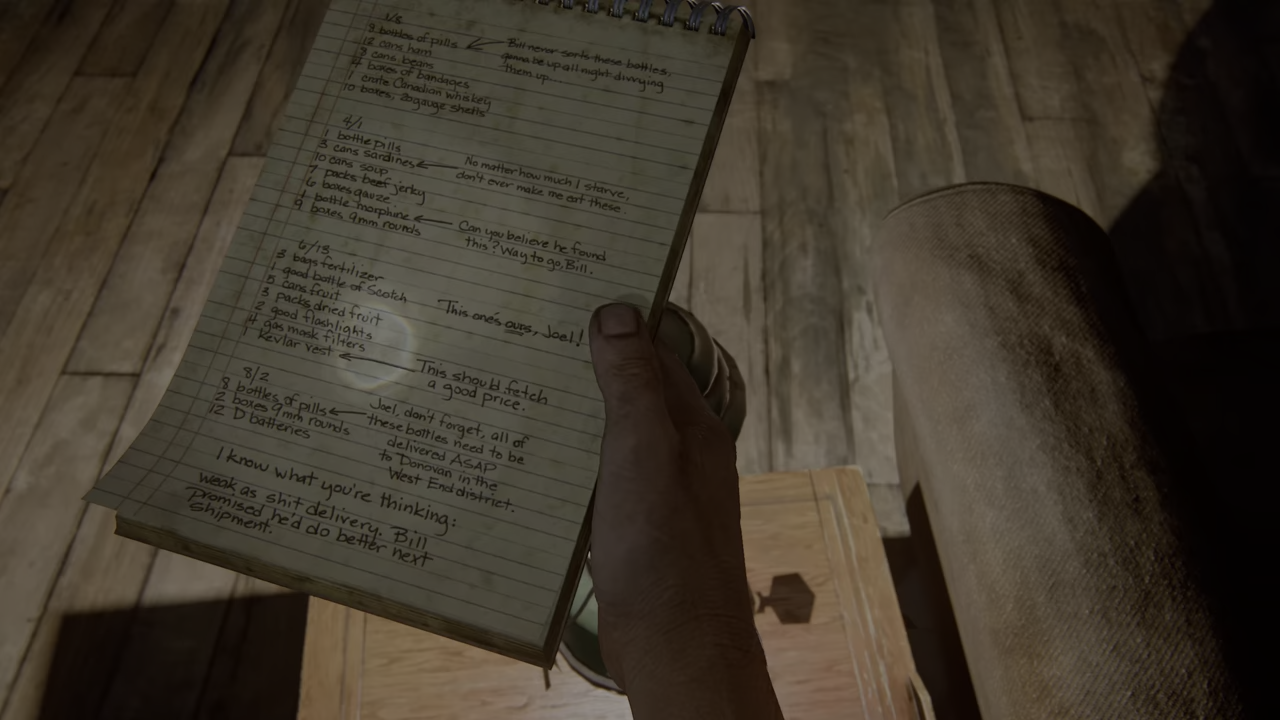 1/8
9 bottles of pills
Bill never sorts these bottles,
gonna be up all night divvying
them up...
12 cans ham
8 cans beans
4 boxes of bandages
1 crate Canadian whiskey
10 boxes, 20 gauge shells
4/1
1 bottle pills
3 cans sardines
No matter how much I starve,
don't ever make me eat these.
10 cans soup
7 packs beef jerky
6 boxes gauze
1 bottle morphine
Can you believe he found
this? Way to go, Bill.
9 boxes 9mm rounds
6/13
3 bags fertilizer
1 good bottle of Scotch
This one's ours, Joel!
5 cans fruit
3 packs dried fruit
2 good flashlights
4 gas mask filters
1 Kevlar vest
This should fetch
a good price.
8/2
8 bottles of pills
Joel, don't forget, all of
these bottles need to be
delivered ASAP
to Donovan in the
West End district.
2 boxes 9mm rounds
12 D batteries
I know what you're thinking:
weak as shit delivery. Bill
promised he'd do better next
shipment.